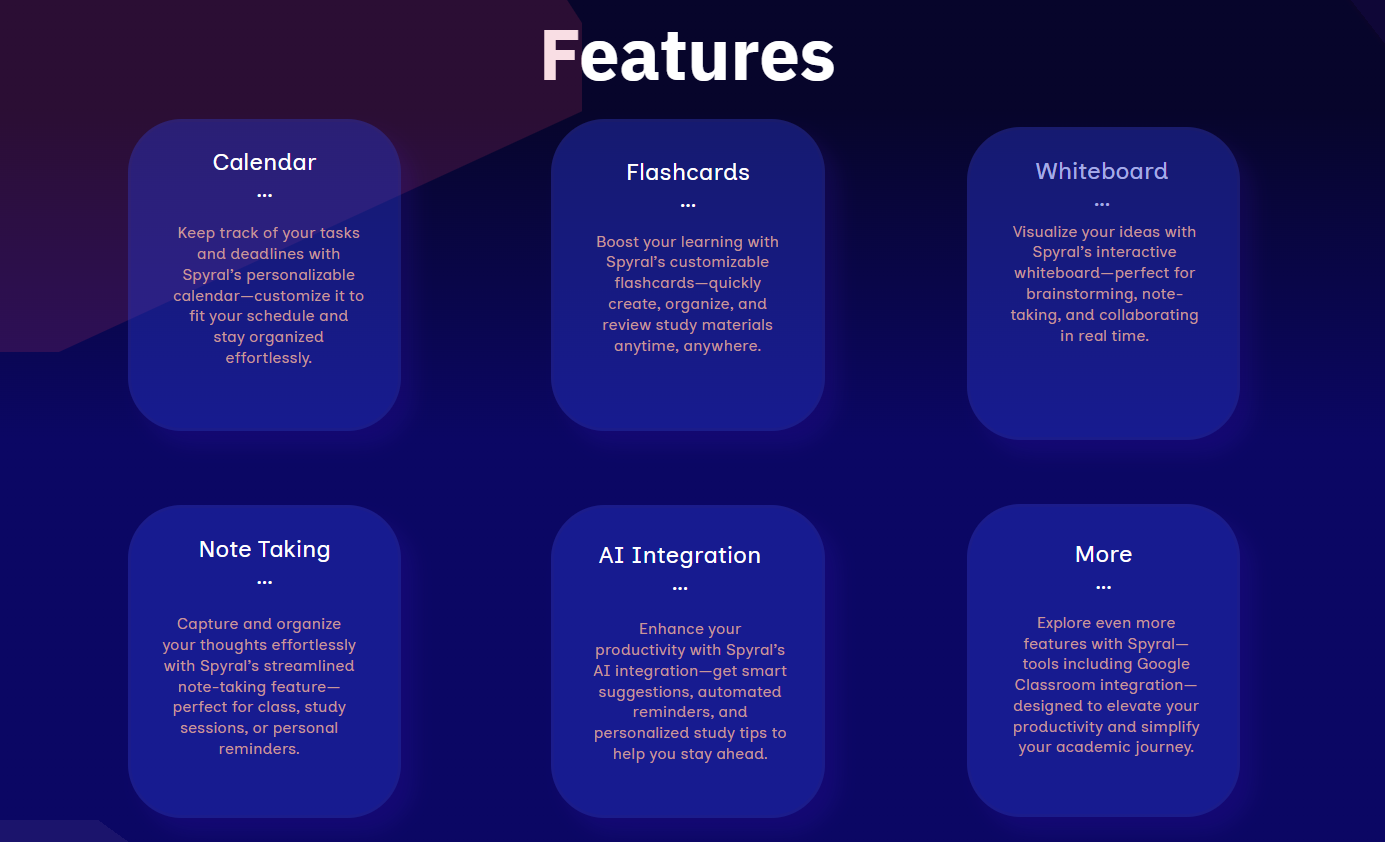 Features
Calendar
...
Keep track of your tasks
and deadlines with
Spyral's personalizable
calendar—customize it to
fit your schedule and
stay organized
effortlessly.
Flashcards
...
Boost your learning with
Spyral's customizable
flashcards—quickly
create, organize, and
review study materials
anytime, anywhere.
Whiteboard
...
Visualize your ideas with
Spyral's interactive
whiteboard—perfect for
brainstorming, note-
taking, and collaborating
in real time.
Note Taking
...
Capture and organize
your thoughts effortlessly
with Spyral's streamlined
note-taking feature—
perfect for class, study
sessions, or personal
reminders.
AI Integration
...
Enhance your
productivity with Spyral's
AI integration—get smart
suggestions, automated
reminders, and
personalized study tips to
help you stay ahead.
More
...
Explore even more
features with Spyral—
tools including Google
Classroom integration—
designed to elevate your
productivity and simplify
your academic journey.